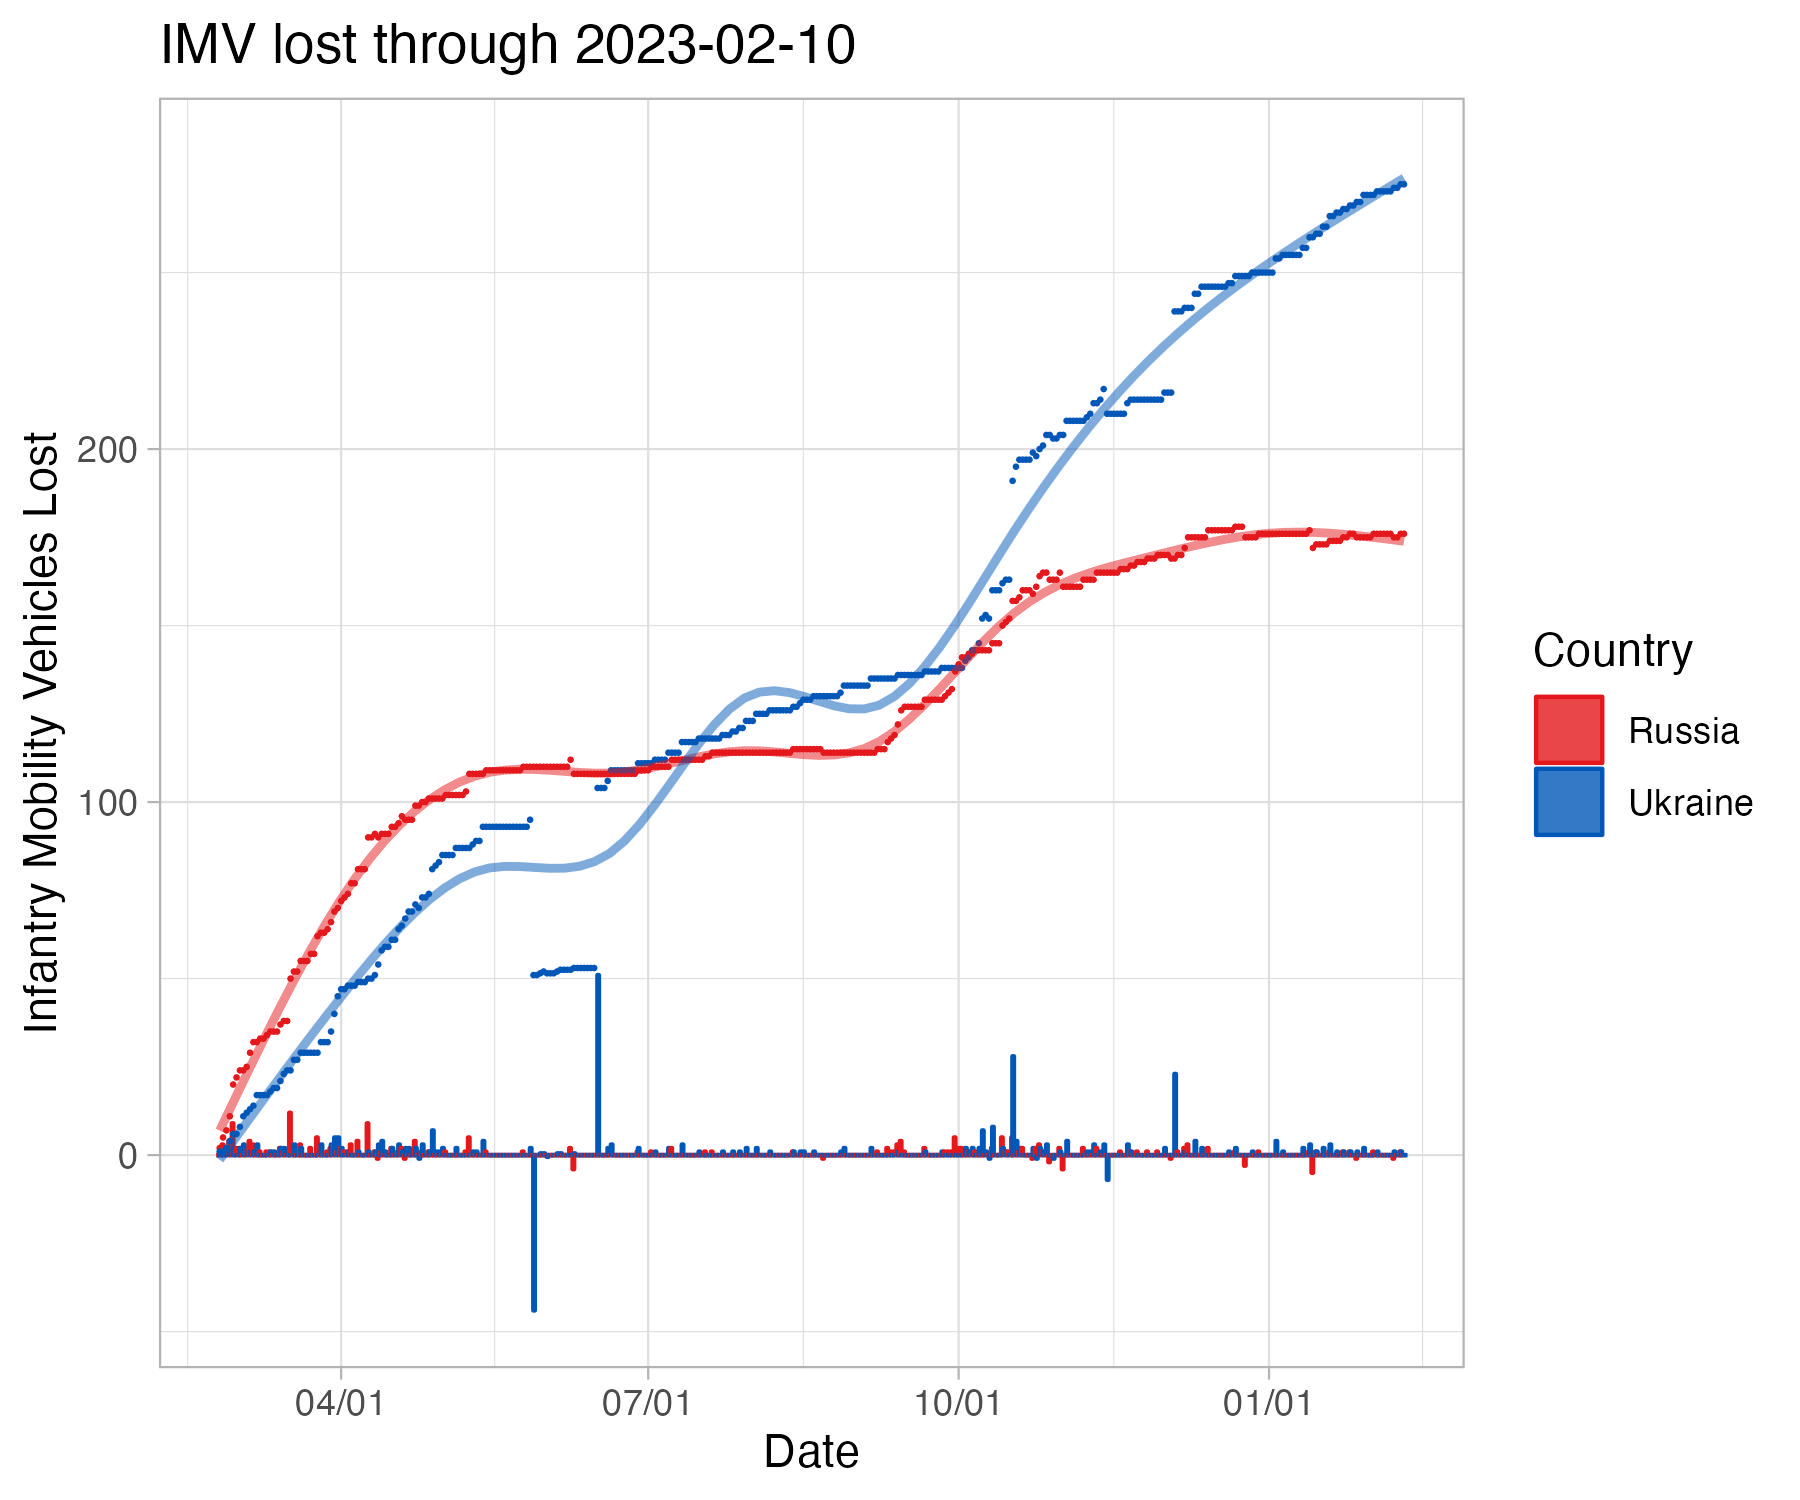 IMV lost through 2023-02-10
Infantry Mobility Vehicles Lost
200
100
0
04/01
07/01
10/01
01/01
Date
Country
Russia
Ukraine